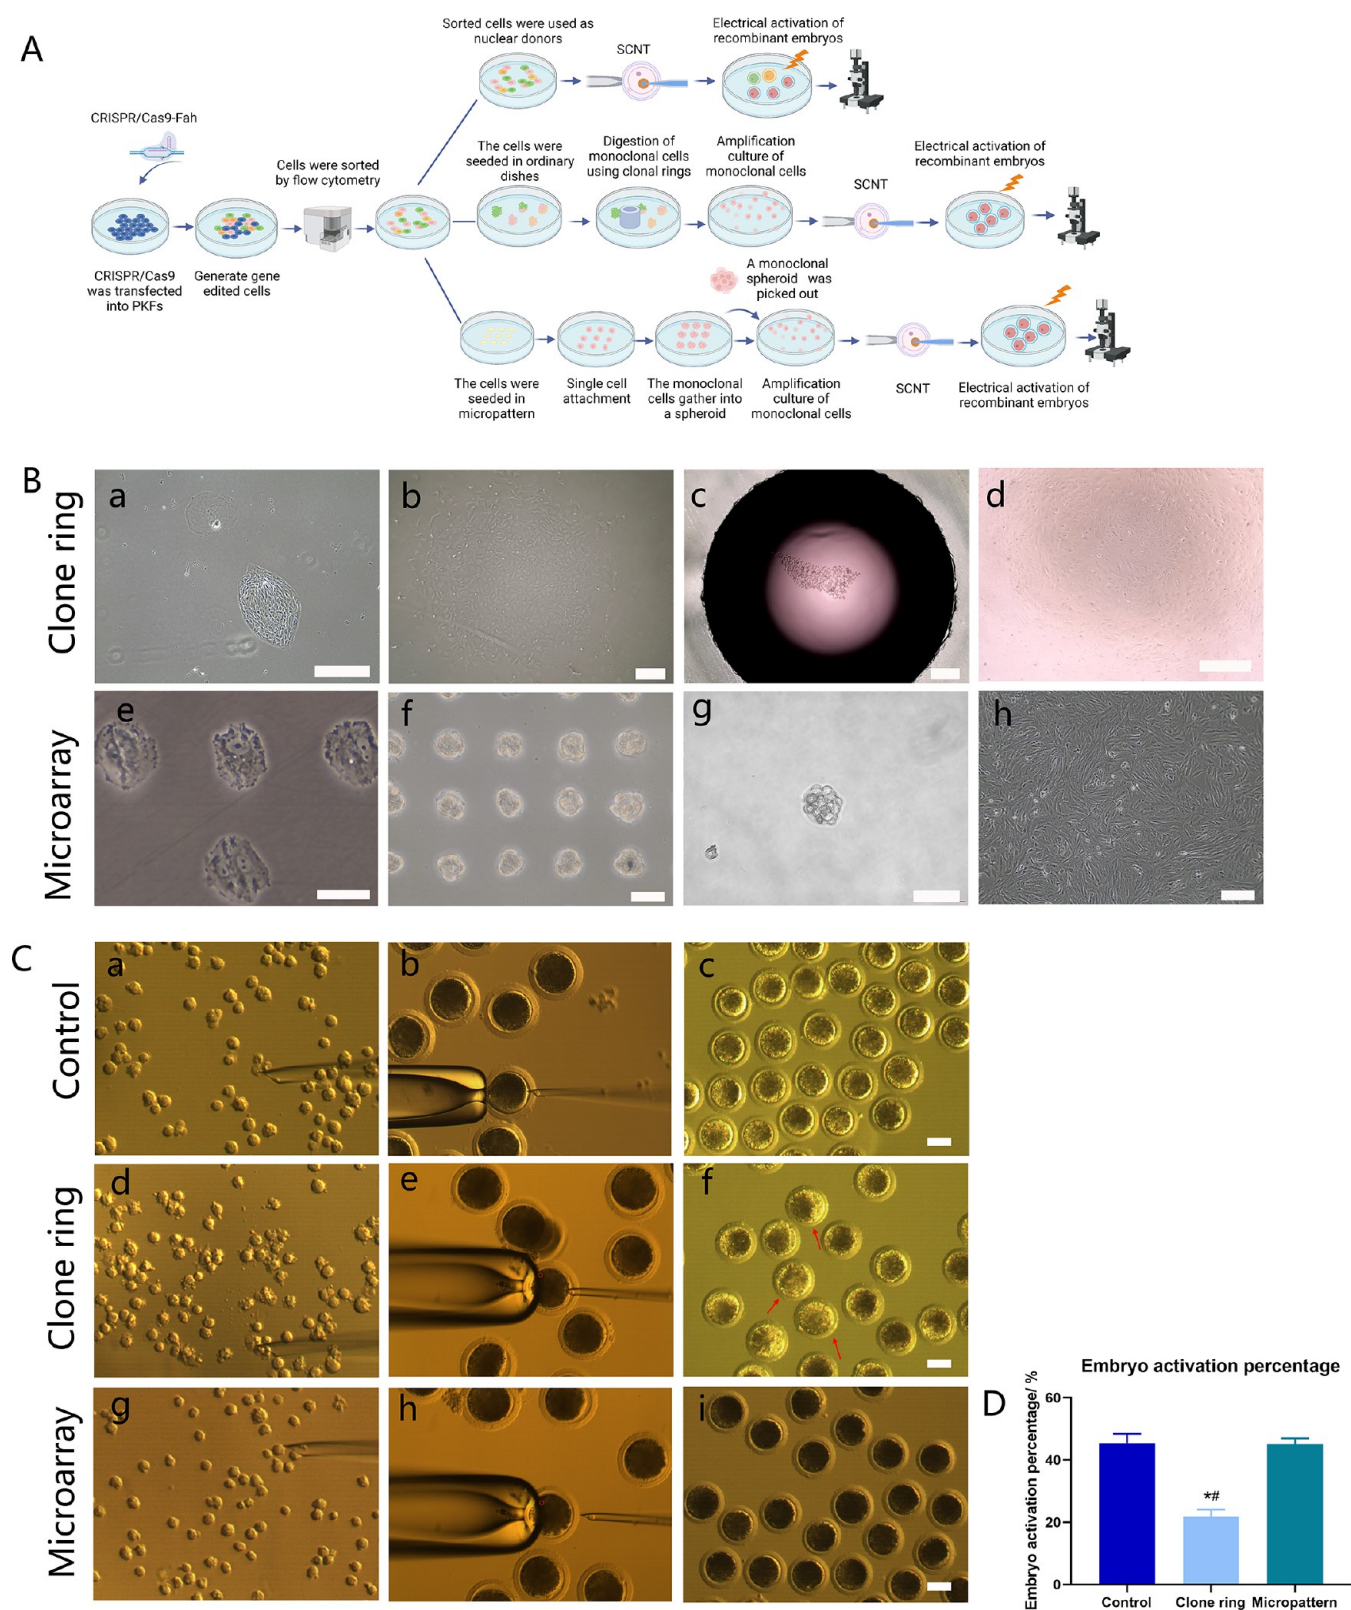 A
Sorted cells were used as
nuclear donors
SCNT
Electrical activation of
recombinant embryos
CRISPR/Cas9-Fah
Cells were sorted
by flow cytometry
The cells were
seeded in ordinary
dishes
Digestion of
monoclonal cells
using clonal rings
Amplification
culture of
monoclonal cells
SCNT
Electrical activation of
recombinant embryos
CRISPR/Cas9
was transfected
into PKFs
Generate gene
edited cells
A monoclonal
spheroid was
picked out
The cells were
seeded in
micropattern
Single cell
attachment
The monoclonal
cells gather into
a spheroid
Amplification
culture of
monoclonal cells
SCNT
Electrical activation of
recombinant embryos
B
Clone ring
a
b
c
d
Microarray
e
f
g
h
C
Control
a
b
c
Clone ring
d
e
f
Microarray
g
h
i
D
Embryo activation percentage
Embryo activation percentage/ %
60
40
20
0
*#
Control
Clone ring
Micropattern